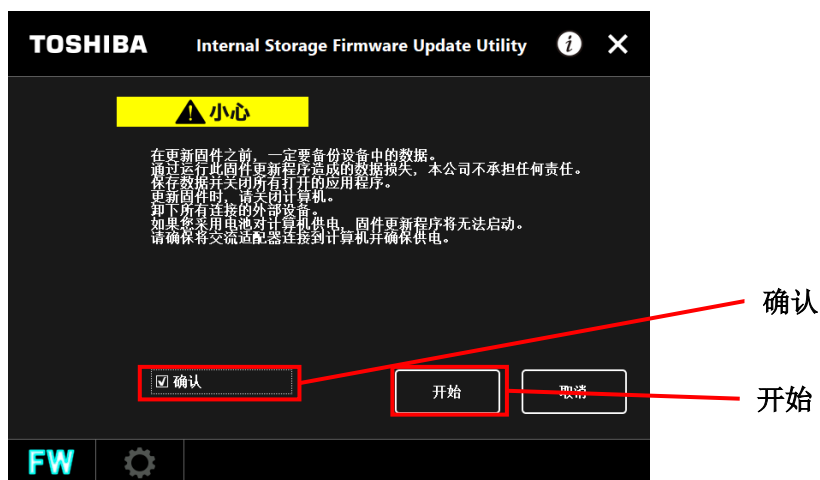 TOSHIBA
Internal Storage Firmware Update Utility
小心
在更新固件之前，一定要备份设备中的数据。
通过运行此固件更新程序造成的数据损失，本公司不承担任何责任。
保存数据并关闭所有打开的应用程序。
更新固件时，请关闭计算机。
卸下所有连接的外部设备。
如果您采用电池对计算机供电，固件更新程序将无法启动。
请确保将交流适配器连接到计算机并确保供电。
确认
确认
开始
取消
开始
FW